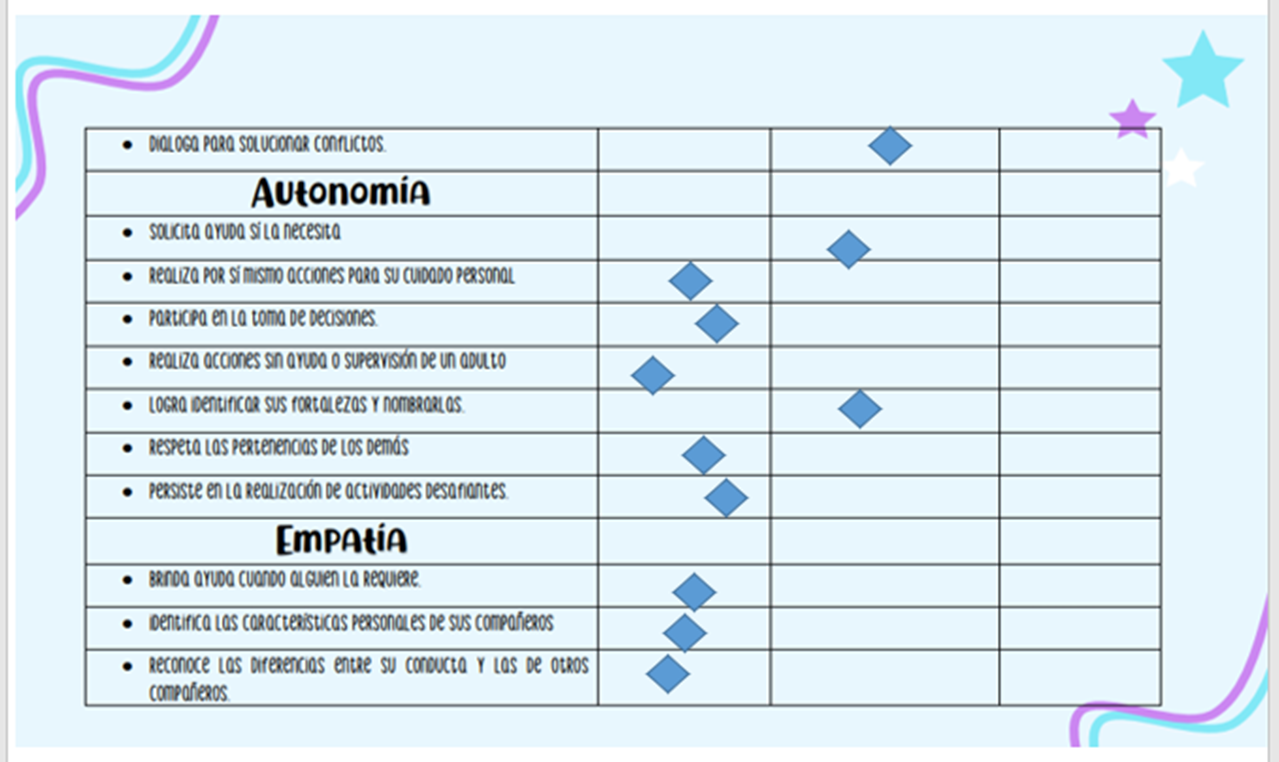 • Dialoga para solucionar conflictos.
Autonomía
• Solicita ayuda sí la necesita
• Realiza por sí mismo acciones para su cuidado personal
• Participa en la toma de decisiones.
• Realiza acciones sin ayuda o supervisión de un adulto
• Logra identificar sus fortalezas y nombrarlas.
• Respeta las pertenencias de los demás
• Persiste en la realización de actividades desafiantes.
Empatía
• Brinda ayuda cuando alguien la requiere.
• Identifica las características personales de sus compañeros
• Reconoce las diferencias entre su conducta y las de otros
compañeros.